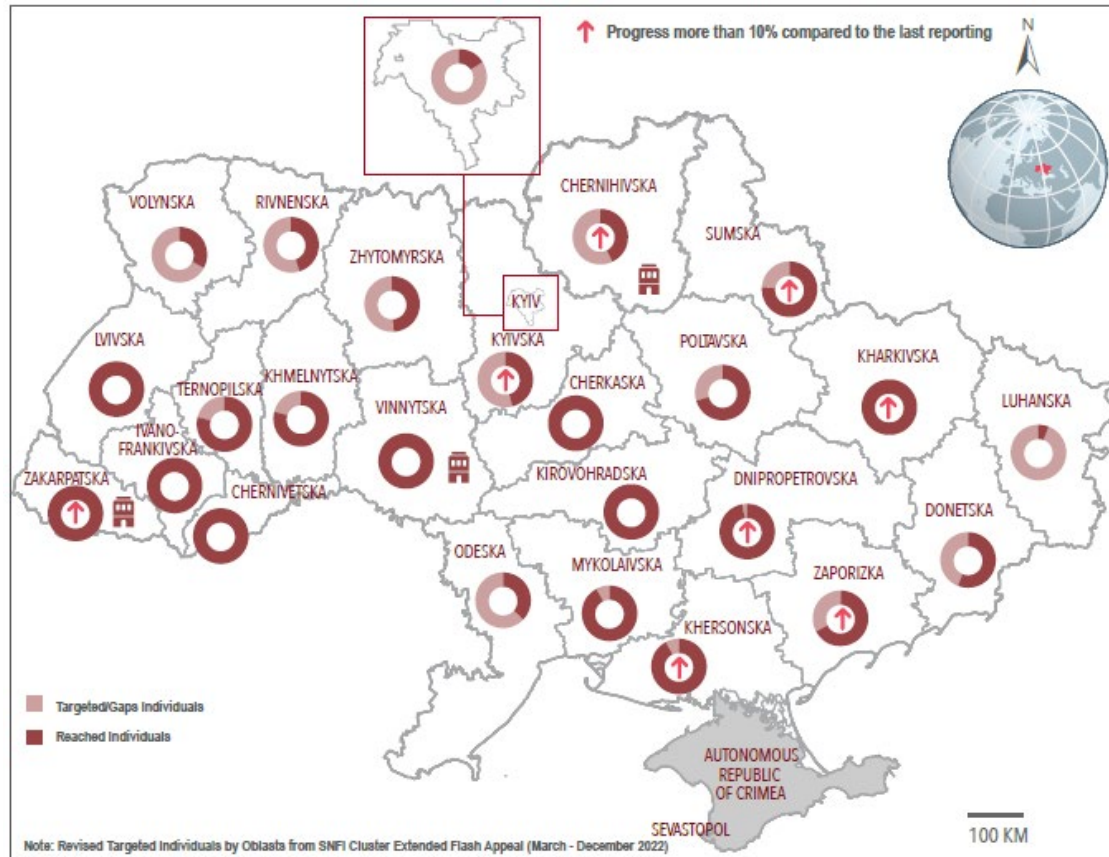 Progress more than 10% compared to the last reporting
N
CHERNIHIVSKA
VOLYNSKA
RIVNENSKA
SUMSKA
ZHYTOMYRSKA
KYIV
LVIVSKA
KYIVSKA
POLTAVSKA
KHARKIVSKA
TERNOPILSKA
KHMELNYTSKA
CHERKASKA
VINNYTSKA
LUHANSKA
IVANO-
FRANKIVSKA
ZAKARPATSKA
CHERNIVETSKA
KIROVOHRADSKA
DNIPROPETROVSKA
DONETSKA
ODESKA
MYKOLAIVSKA
ZAPORIZKA
KHERSONSKA
Targeted/Gaps Individuals
Reached Individuals
AUTONOMOUS
REPUBLIC
OF CRIMEA
SEVASTOPOL
100 KM
Note: Revised Targeted Individuals by Oblasts from SNFI Cluster Extended Flash Appeal (March - December 2022)